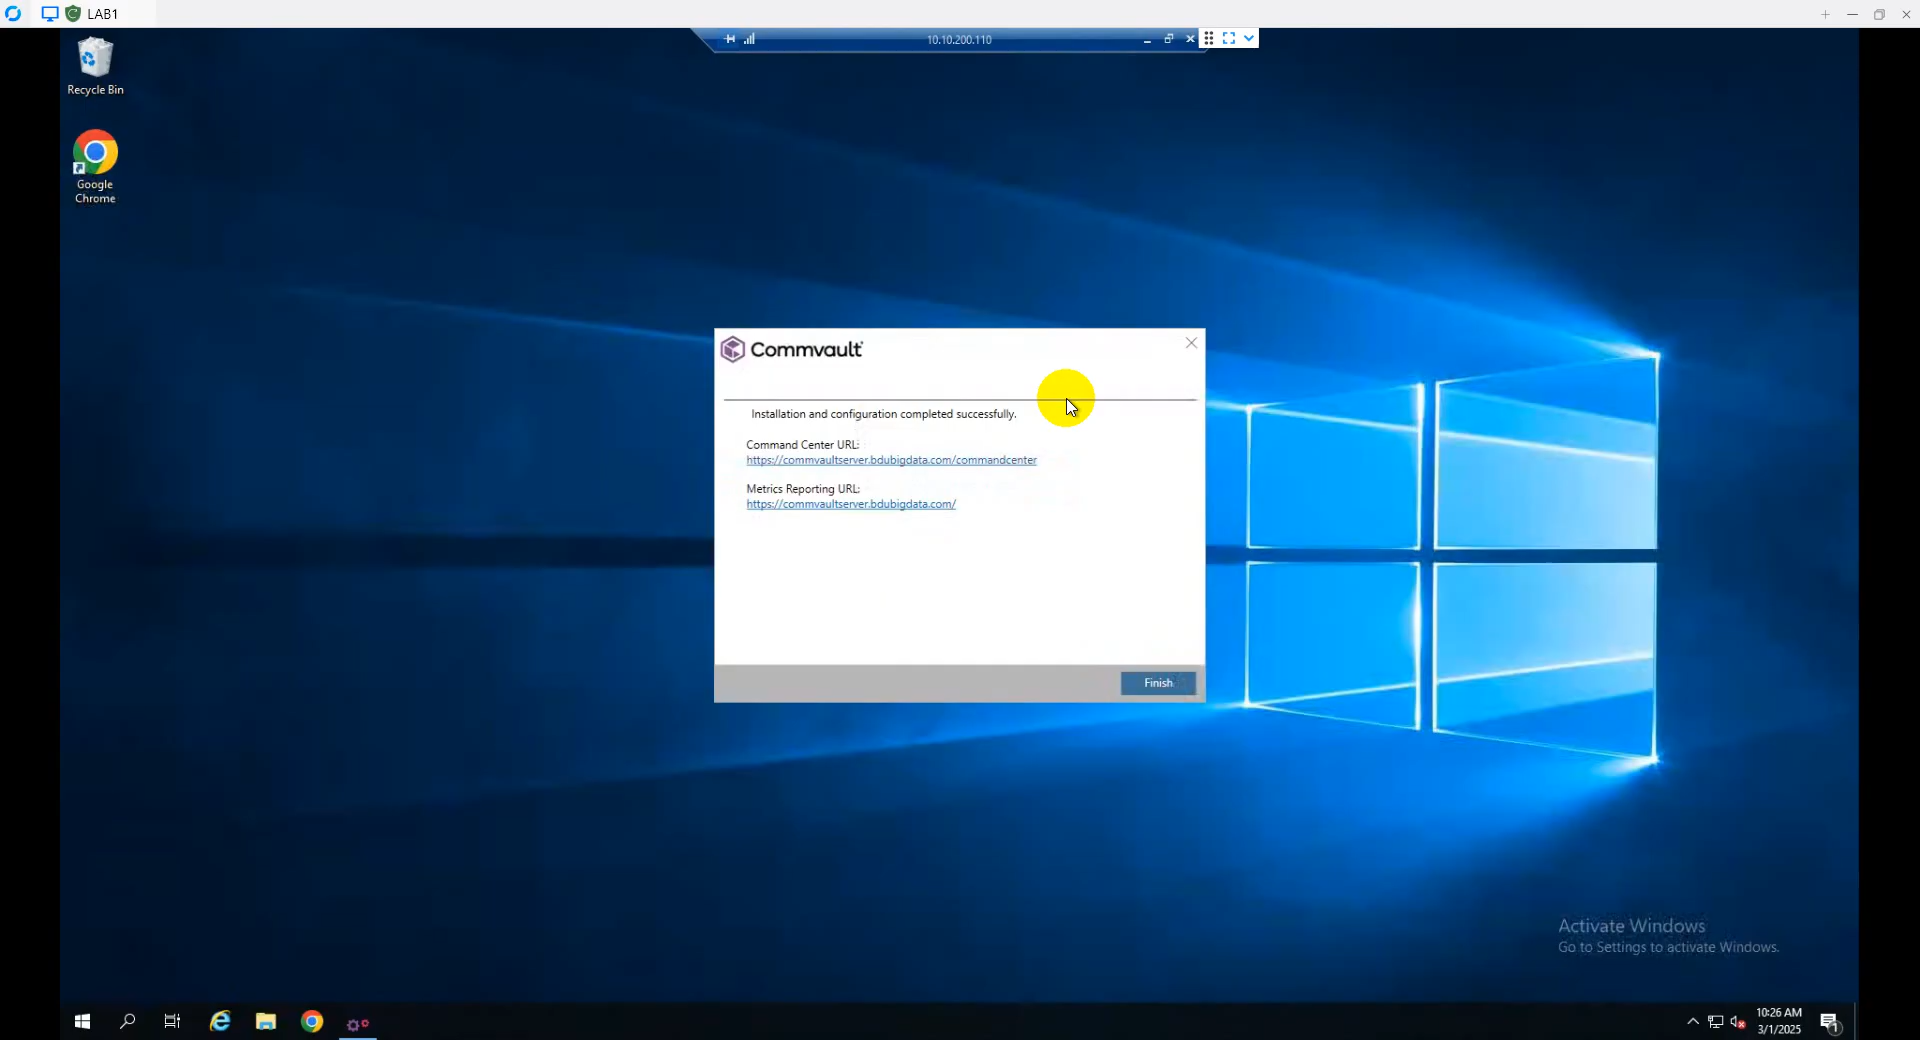 LAB1
10.10.200.110
Recycle Bin
Google
Chrome
Commvault
Installation and configuration completed successfully.
Command Center URL:
https://commvaultserver.bdubigdata.com/commandcenter
Metrics Reporting URL:
https://commvaultserver.bdubigdata.com/
Finish
Activate Windows
Go to Settings to activate Windows.
10:26 AM
3/1/2025
1